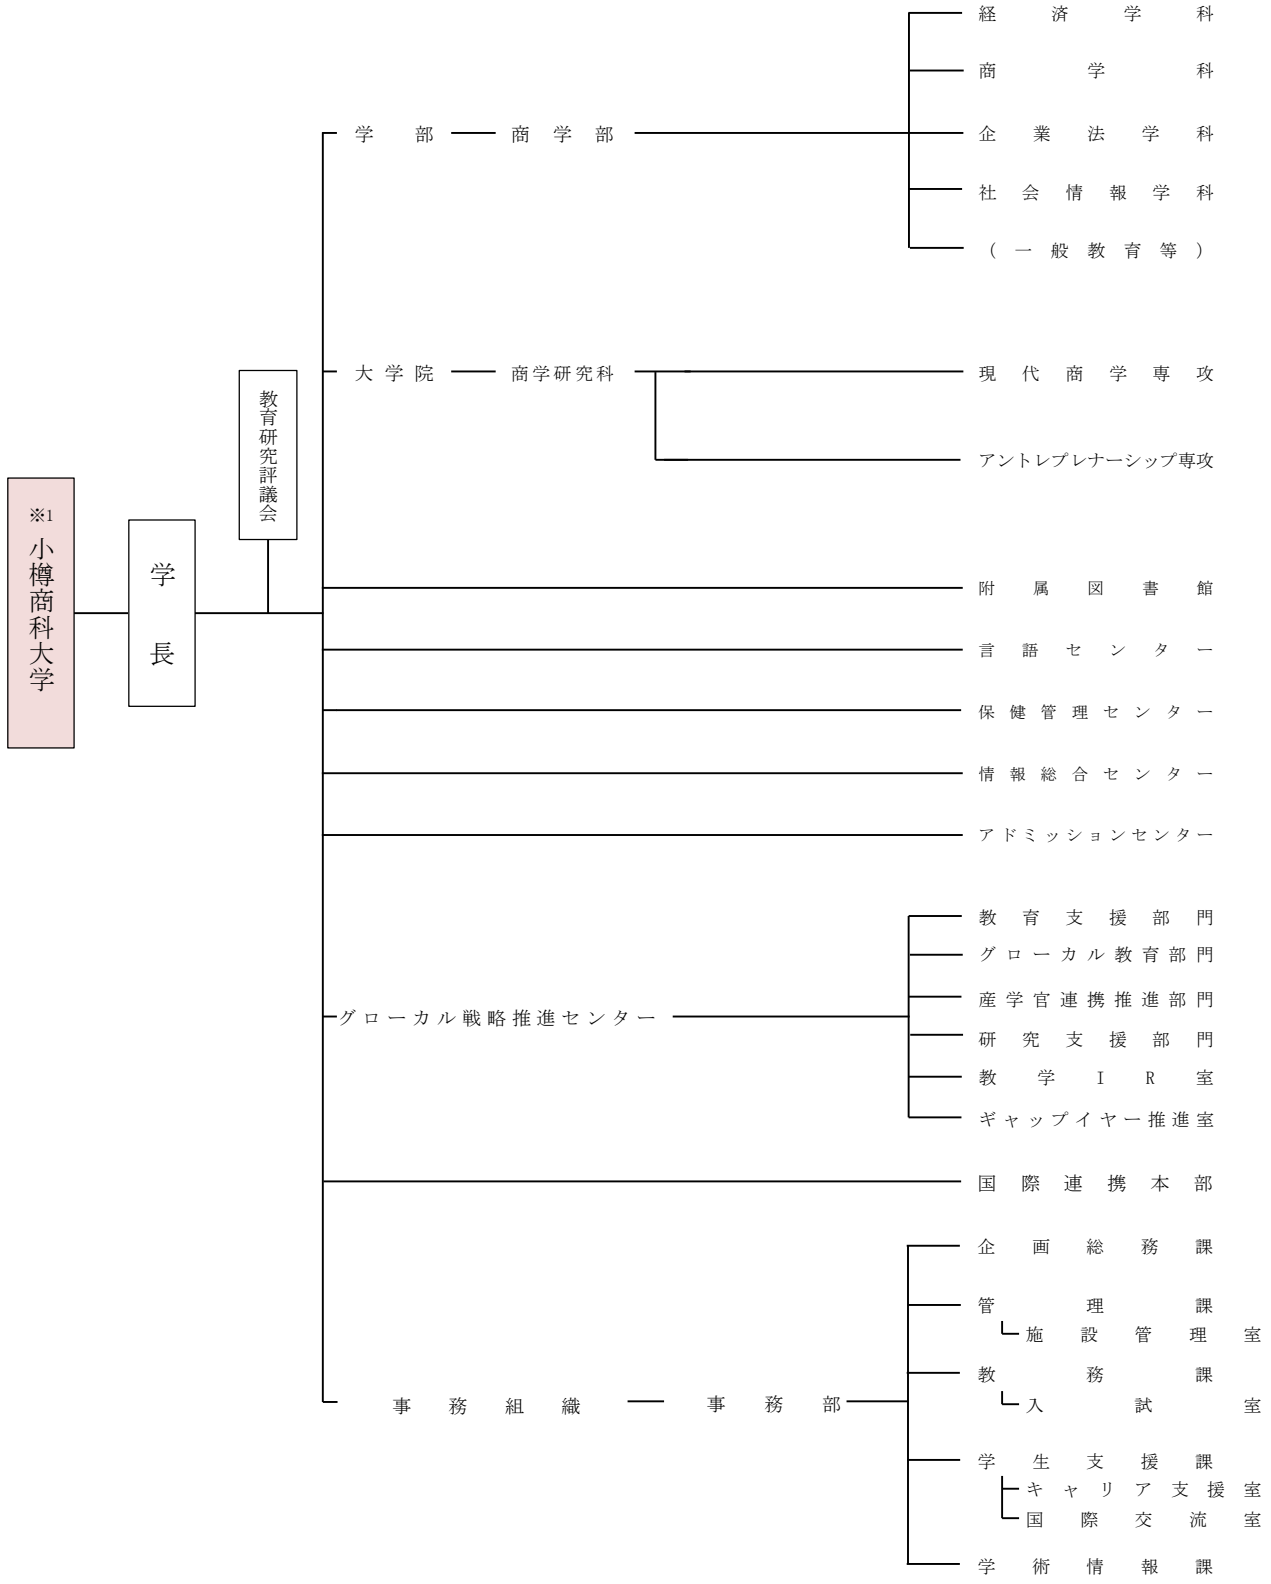 経済学科
商学科
学部
商学部
企業法学科
社会情報学科
(一般教育等)
大学院
商学研究科
現代商学専攻
アントレプレナーシップ専攻
教育研究評議会
※1
小樽商科大学
学長
附属図書館
言語センター
保健管理センター
情報総合センター
アドミッションセンター
教育支援部門
グローカル教育部門
産学官連携推進部門
グローカル戦略推進センター
研究支援部門
教学IR室
ギャップイヤー推進室
国際連携本部
企画総務課
管理課
施設管理室
教務課
事務組織
事務部
入試室
学生支援課
キャリア支援室
国際交流室
学術情報課